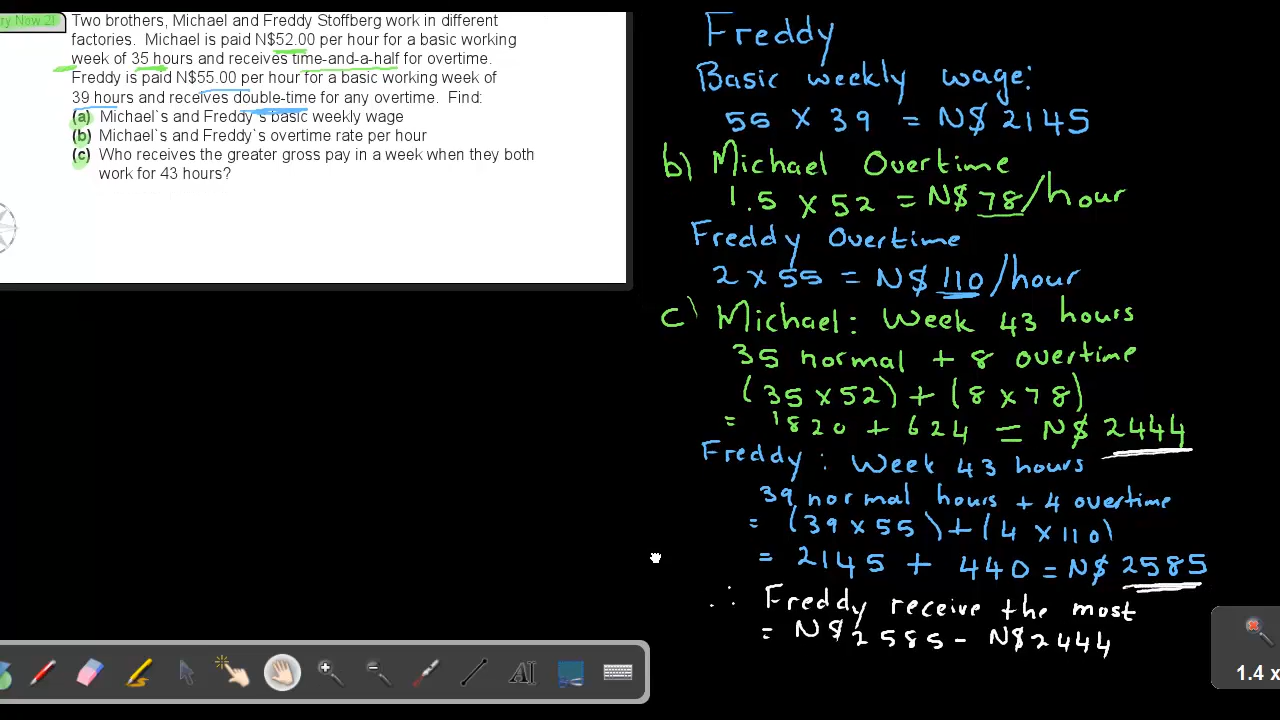 ry Now 2!
Two brothers, Michael and Freddy Stoffberg work in different
factories. Michael is paid N$52.00 per hour for a basic working
week of 35 hours and receives time-and-a-half for overtime.
Freddy is paid N$55.00 per hour for a basic working week of
39 hours and receives double-time for any overtime. Find:
(a) Michael`s and Freddy`s basic weekly wage
(b) Michael`s and Freddy`s overtime rate per hour
(c) Who receives the greater gross pay in a week when they both
work for 43 hours?
Freddy
Basic weekly wage:
55 x 39 = N$ 2145
b) Michael Overtime
1.5 x 52 = N$ 78/hour
Freddy Overtime
2 x 55 = N$ 110/hour
c) Michael: Week 43 hours
35 normal + 8 overtime
(35 x 52) + (8 x 78)
= 1820 + 624 = N$ 2444
Freddy: Week 43 hours
39 normal hours + 4 overtime
= (39 x 55) + (4 x 110)
= 2145 + 440 = N$ 2585
∴ Freddy receive the most
= N$2585 - N$2444
AI
1.4 x